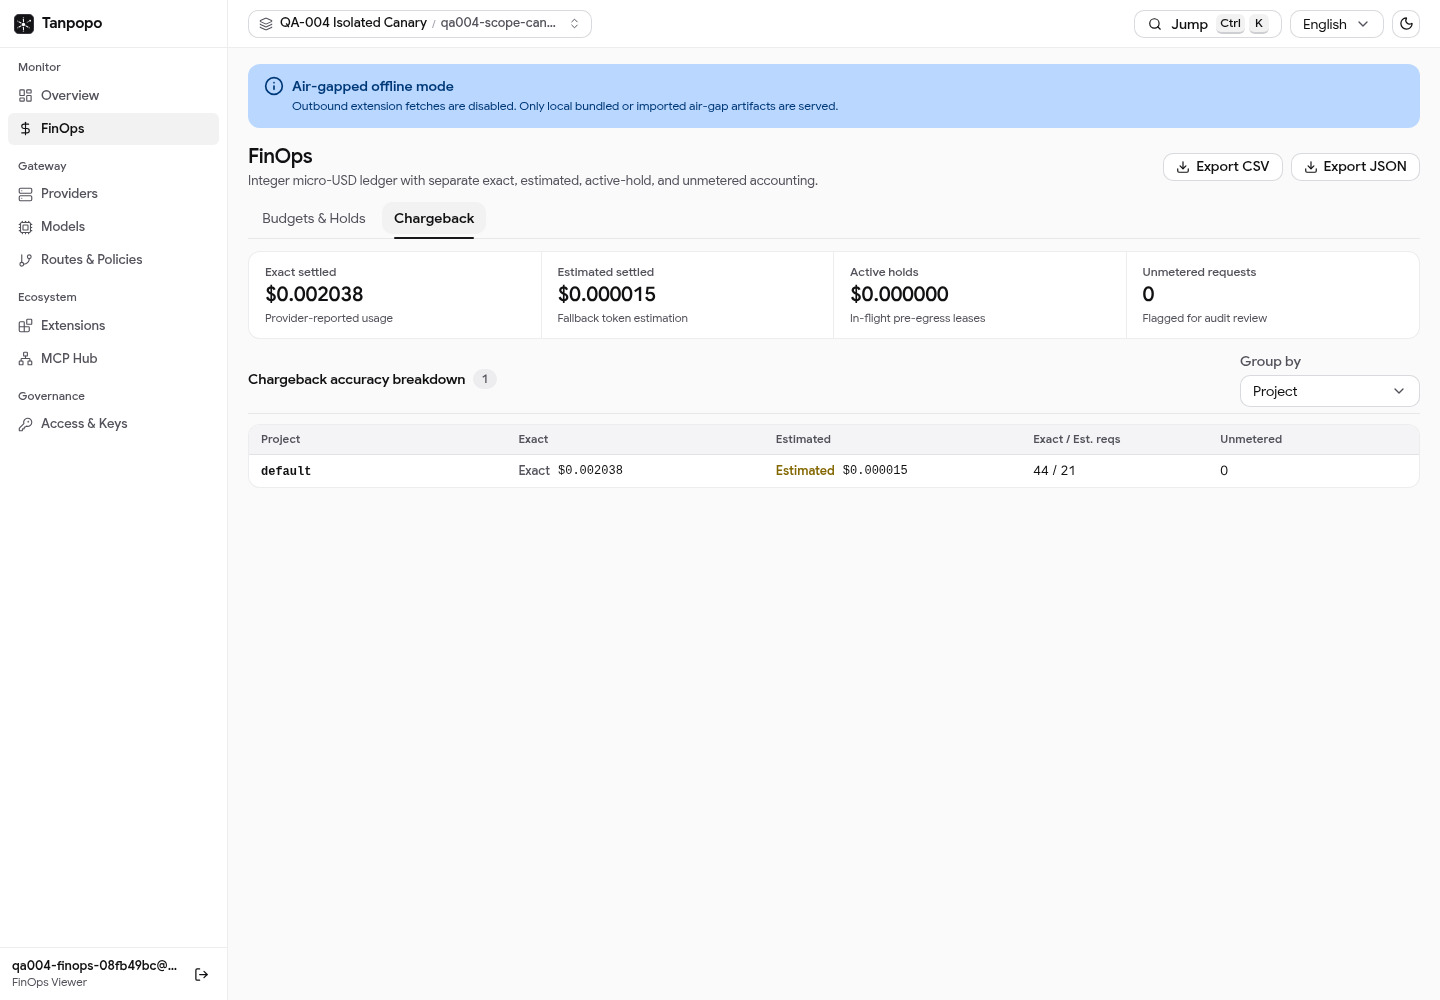 Tanpopo
QA-004 Isolated Canary / qa004-scope-can...
Jump Ctrl K
English
Monitor
Overview
FinOps
Gateway
Providers
Models
Routes & Policies
Ecosystem
Extensions
MCP Hub
Governance
Access & Keys
qa004-finops-08fb49bc@...
FinOps Viewer
Air-gapped offline mode
Outbound extension fetches are disabled. Only local bundled or imported air-gap artifacts are served.
FinOps
Integer micro-USD ledger with separate exact, estimated, active-hold, and unmetered accounting.
Export CSV
Export JSON
Budgets & Holds
Chargeback
Exact settled
$0.002038
Provider-reported usage
Estimated settled
$0.000015
Fallback token estimation
Active holds
$0.000000
In-flight pre-egress leases
Unmetered requests
0
Flagged for audit review
Chargeback accuracy breakdown 1
Group by
Project
Project Exact Estimated Exact / Est. reqs Unmetered
default Exact $0.002038 Estimated $0.000015 44 / 21 0